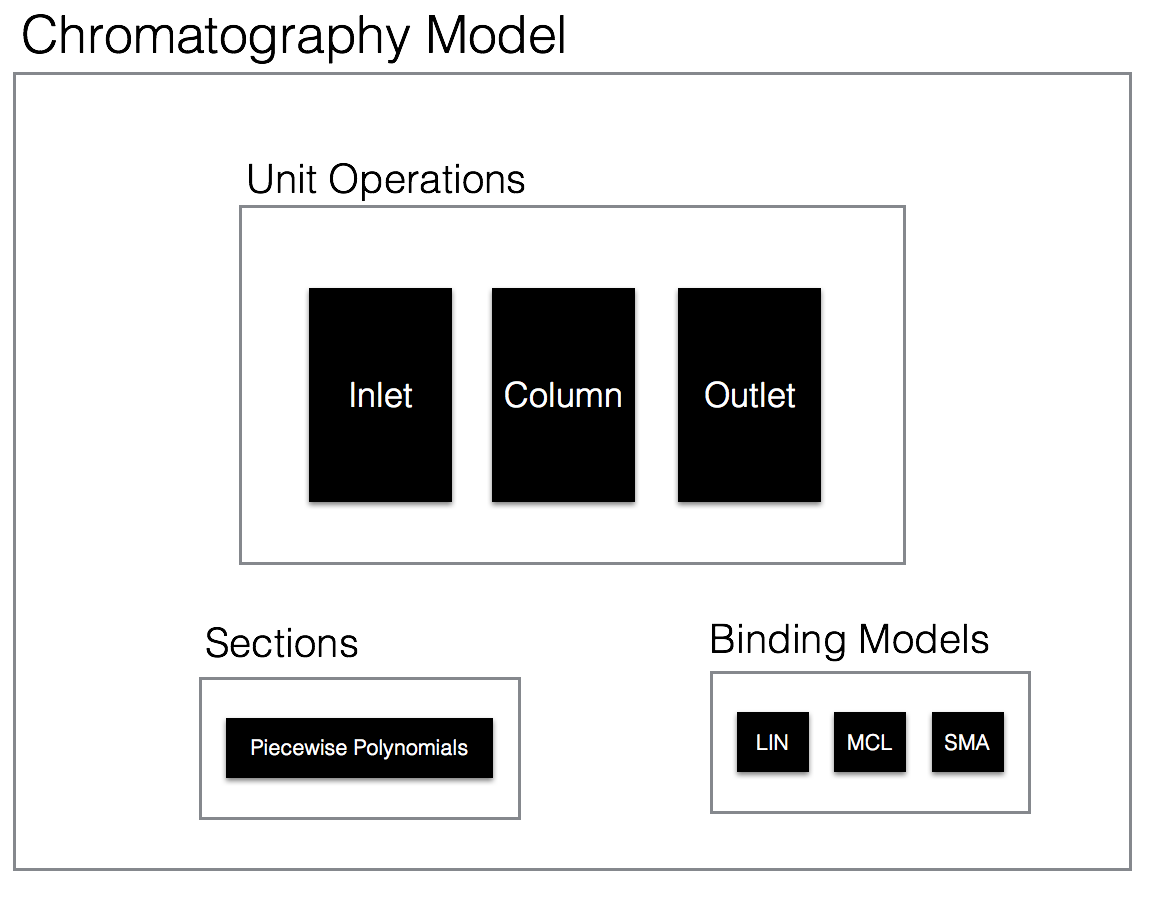 Chromatography Model
Unit Operations
Inlet
Column
Outlet
Sections
Piecewise Polynomials
Binding Models
LIN
MCL
SMA